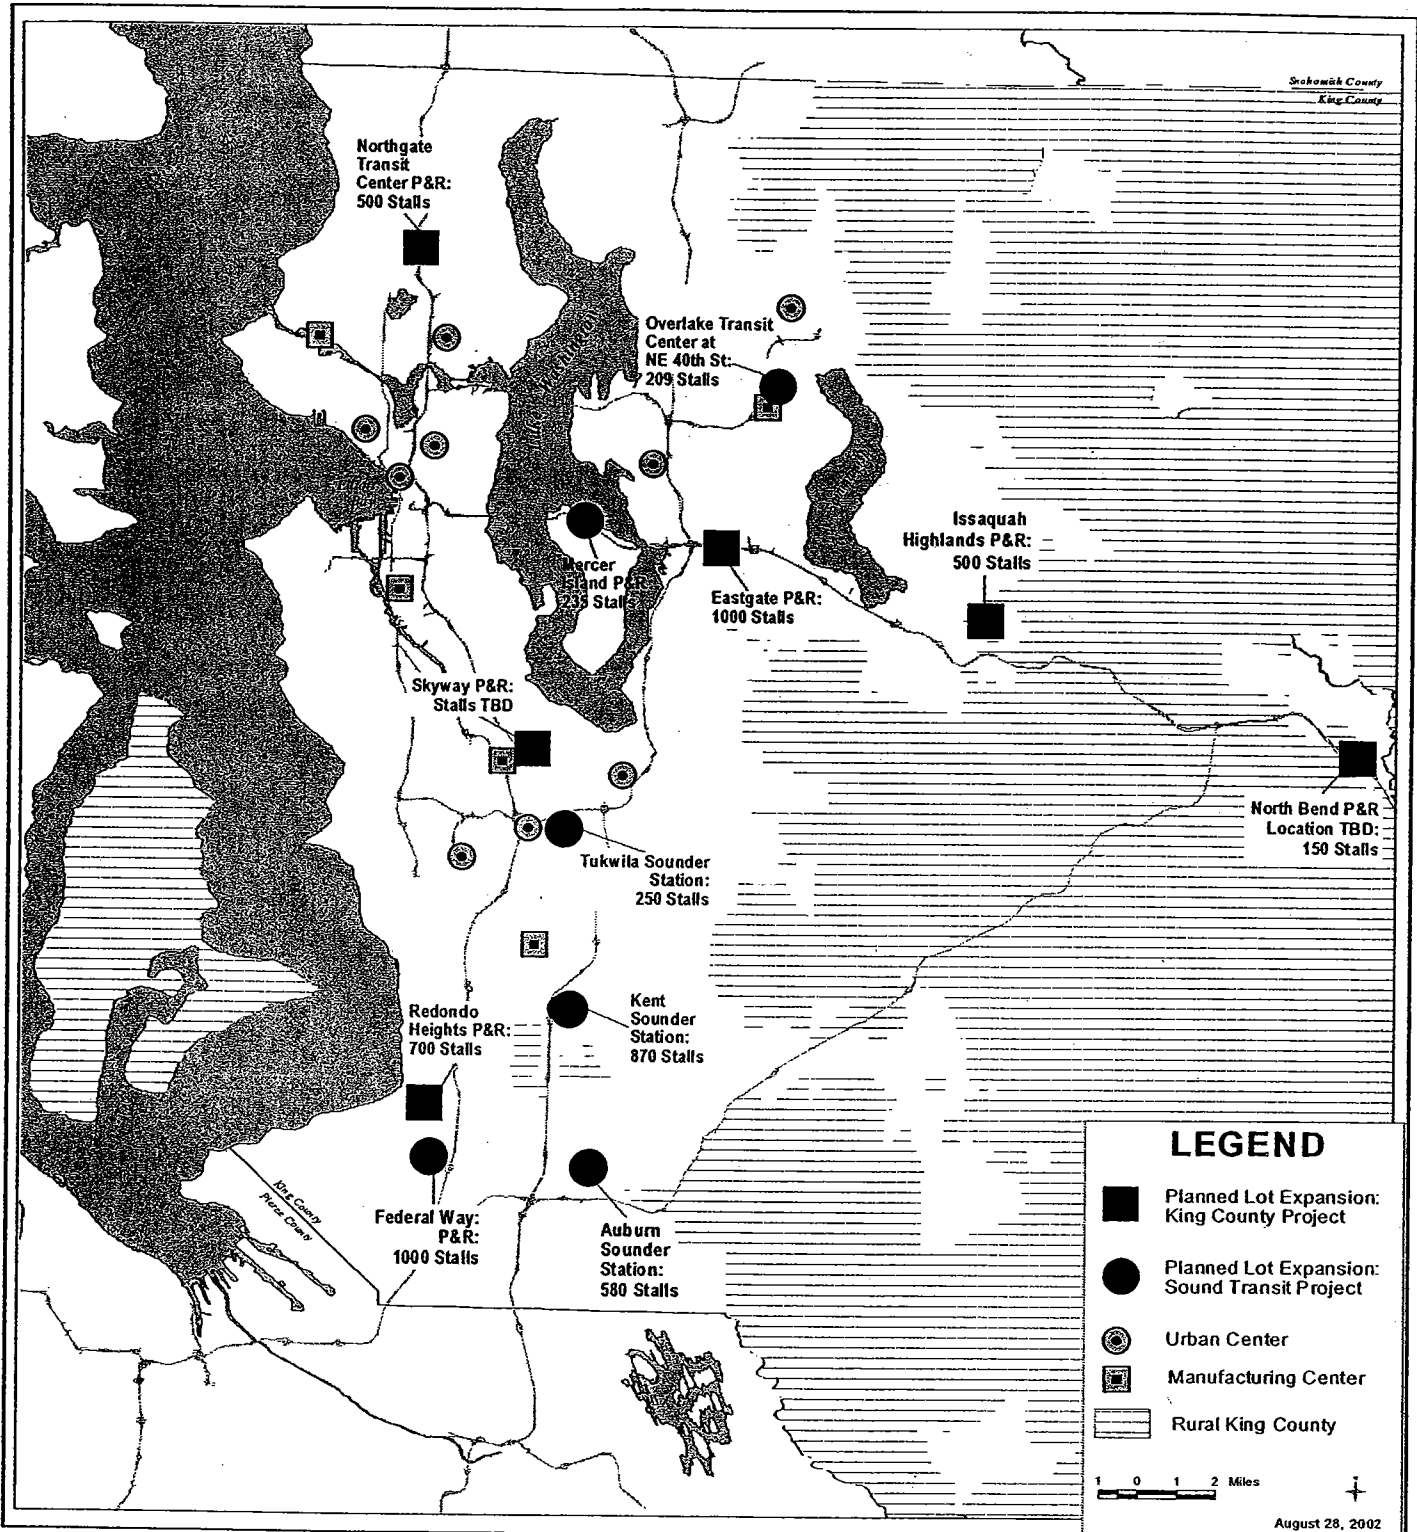 Snohomish County
King County
Northgate
Transit
Center P&R:
500 Stalls
Overlake Transit
Center at
NE 40th St:
209 Stalls
Issaquah
Highlands P&R:
500 Stalls
Mercer
Island P&R
Eastgate P&R:
1000 Stalls
Skyway P&R:
Stalls TBD
North Bend P&R
Location TBD:
150 Stalls
Tukwila Sounder
Station:
250 Stalls
Redondo
Heights P&R:
700 Stalls
Kent
Sounder
Station:
870 Stalls
King County
Pierce County
Federal Way:
P&R:
1000 Stalls
Auburn
Sounder
Station:
580 Stalls
LEGEND
Planned Lot Expansion:
King County Project
Planned Lot Expansion:
Sound Transit Project
Urban Center
Manufacturing Center
Rural King County
1 0 1 2 Miles
August 28, 2002